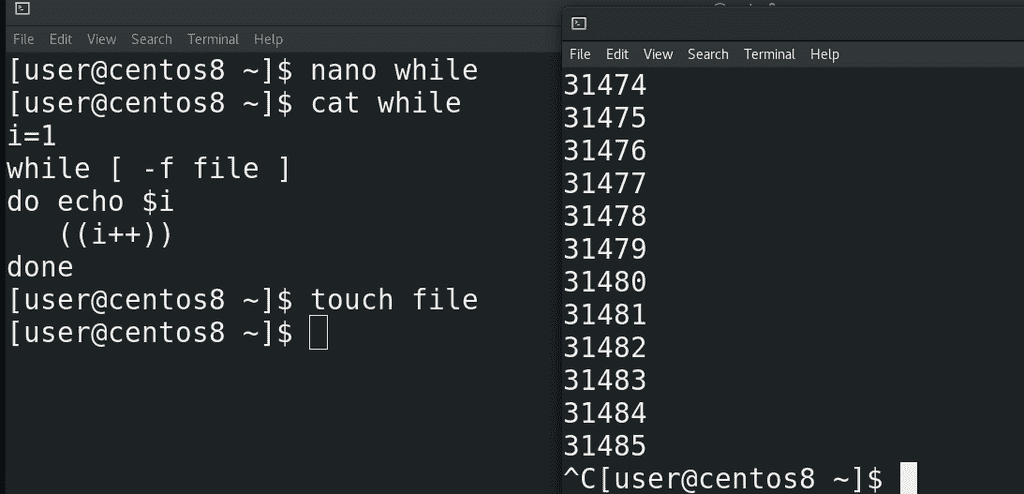 File Edit View Search Terminal Help
[user@centos8 ~]$ nano while
[user@centos8 ~]$ cat while
i=1
while [ -f file ]
do echo $i
   ((i++))
done
[user@centos8 ~]$ touch file
[user@centos8 ~]$
File Edit View Search Terminal Help
31474
31475
31476
31477
31478
31479
31480
31481
31482
31483
31484
31485
^C[user@centos8 ~]$